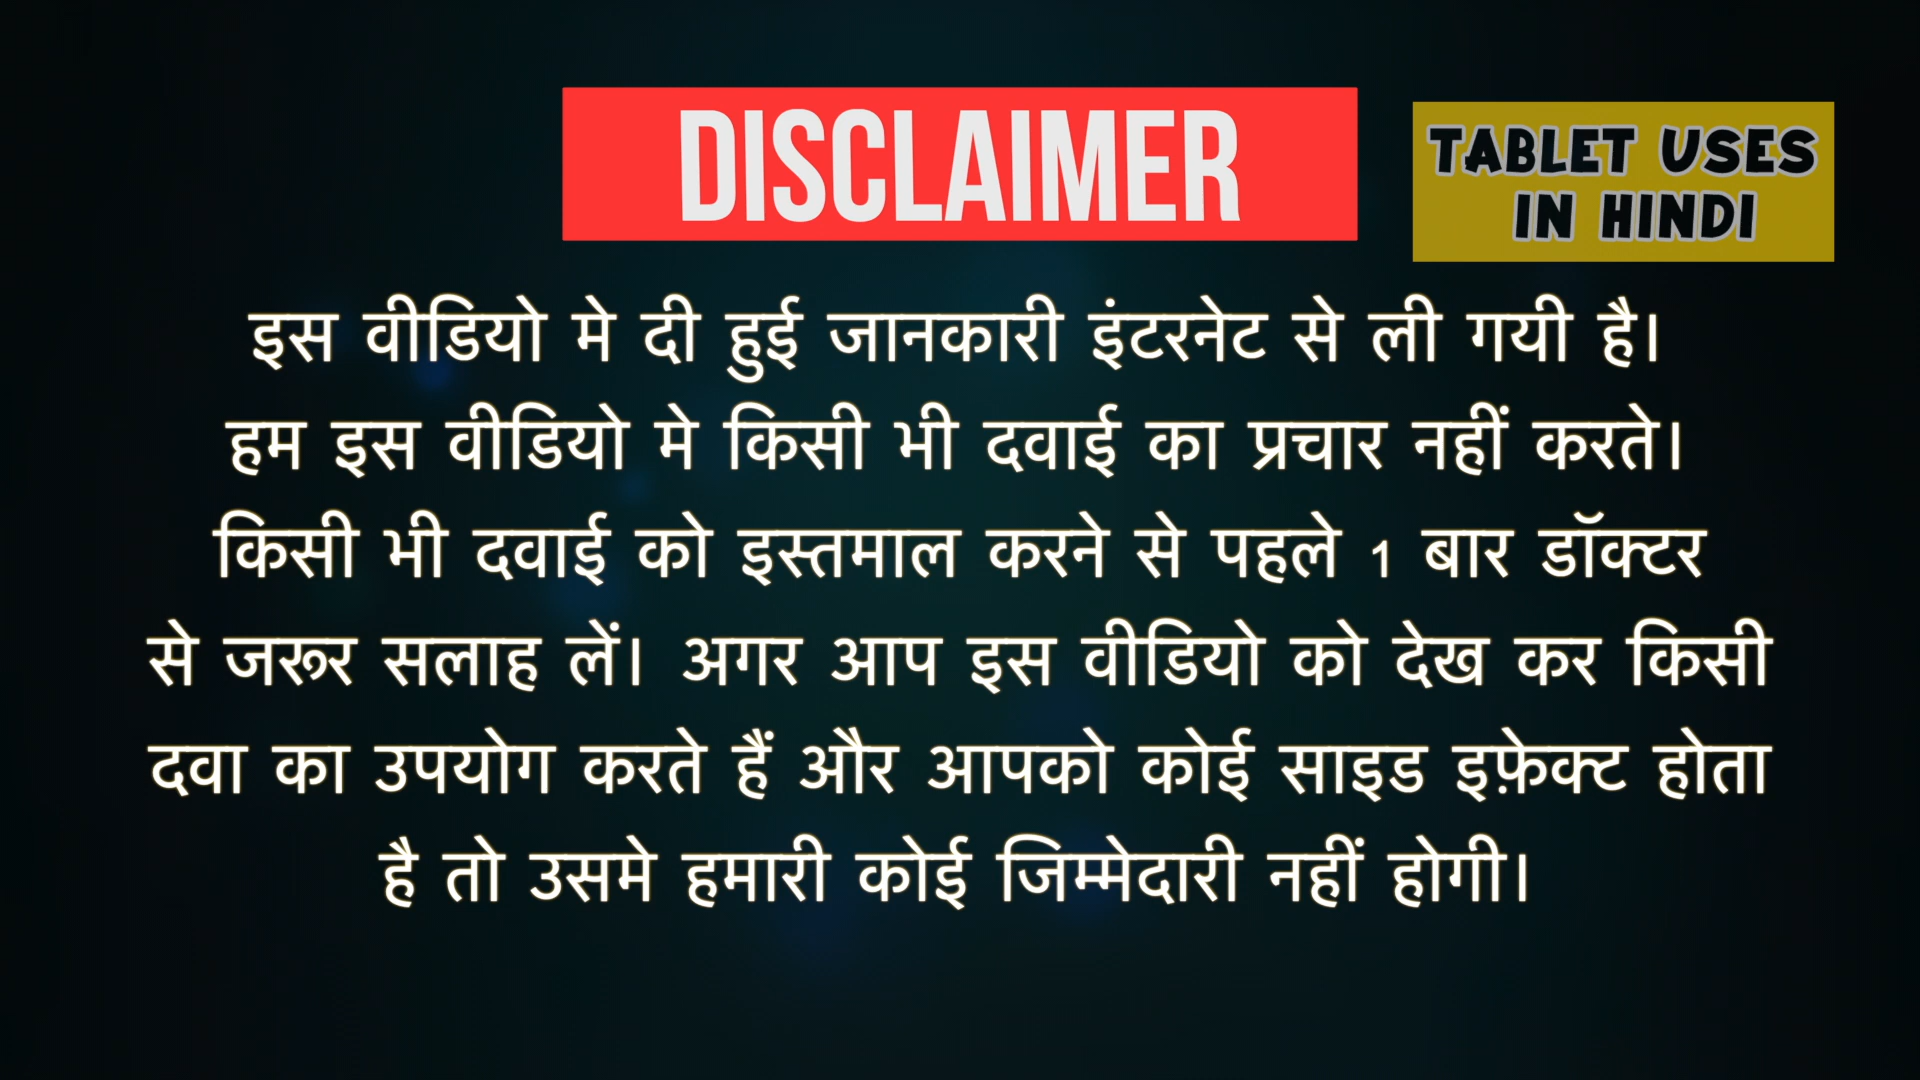 DISCLAIMER
TABLET USES
IN HINDI
इस वीडियो मे दी हुई जानकारी इंटरनेट से ली गयी है।
हम इस वीडियो मे किसी भी दवाई का प्रचार नहीं करते।
किसी भी दवाई को इस्तमाल करने से पहले 1 बार डॉक्टर
से जरूर सलाह लें। अगर आप इस वीडियो को देख कर किसी
दवा का उपयोग करते हैं और आपको कोई साइड इफ़ेक्ट होता
है तो उसमे हमारी कोई जिम्मेदारी नहीं होगी।